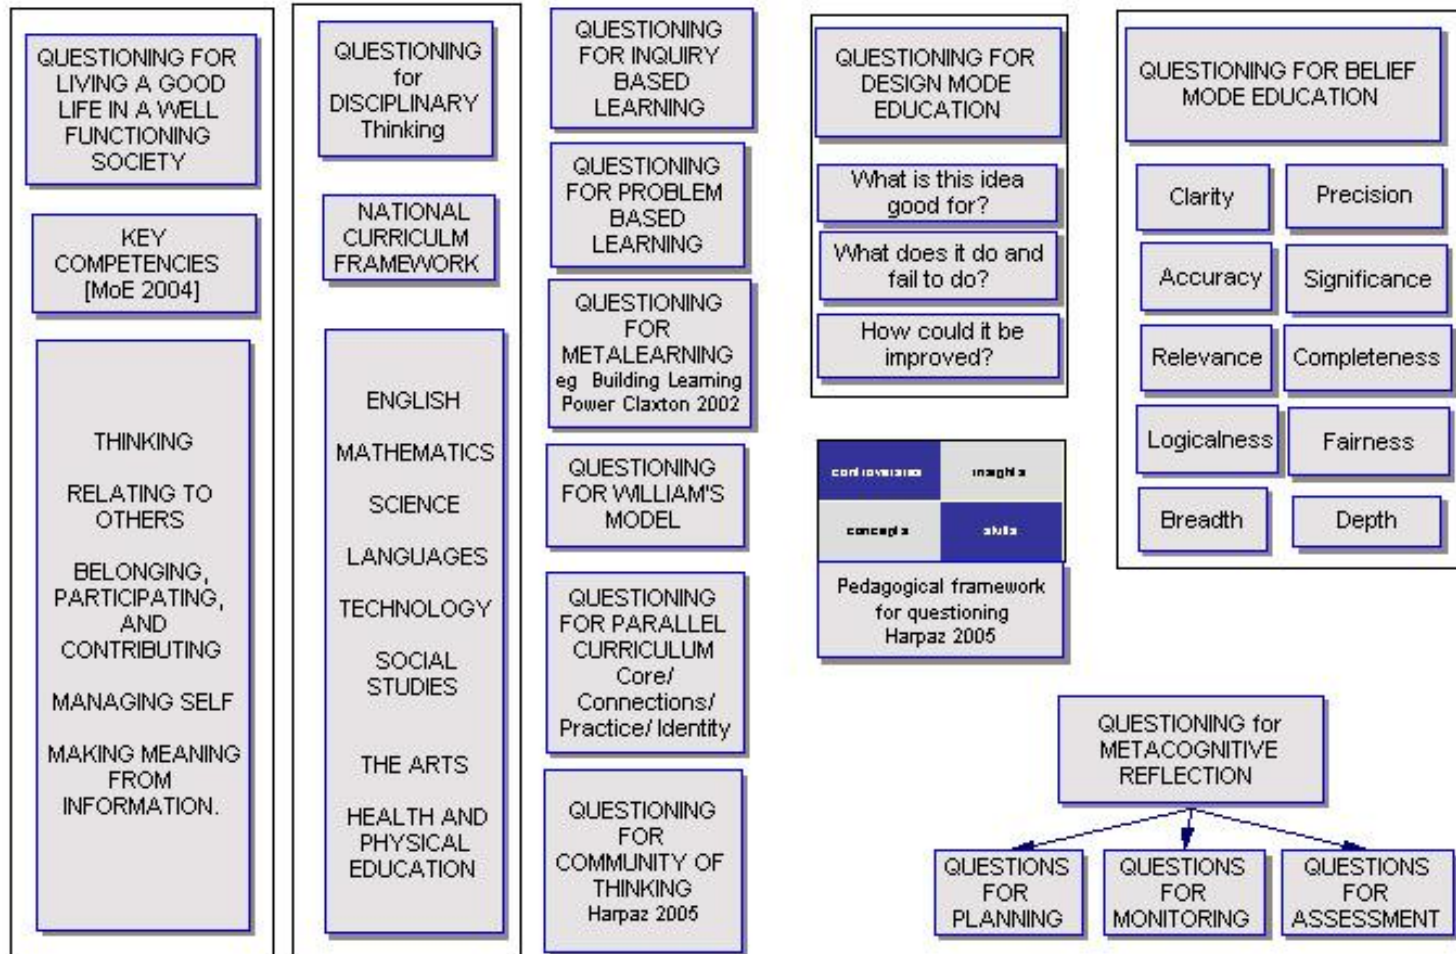 QUESTIONING FOR
LIVING A GOOD
LIFE IN A WELL
FUNCTIONING
SOCIETY
KEY
COMPETENCIES
[MoE 2004]
THINKING
RELATING TO
OTHERS
BELONGING,
PARTICIPATING,
AND
CONTRIBUTING
MANAGING SELF
MAKING MEANING
FROM
INFORMATION.
QUESTIONING
for
DISCIPLINARY
Thinking
NATIONAL
CURRICULM
FRAMEWORK
ENGLISH
MATHEMATICS
SCIENCE
LANGUAGES
TECHNOLOGY
SOCIAL
STUDIES
THE ARTS
HEALTH AND
PHYSICAL
EDUCATION
QUESTIONING
FOR INQUIRY
BASED
LEARNING
QUESTIONING
FOR PROBLEM
BASED
LEARNING
QUESTIONING
FOR
METALEARNING
eg Building Learning
Power Claxton 2002
QUESTIONING
FOR WILLIAM'S
MODEL
QUESTIONING
FOR PARALLEL
CURRICULUM
Core/
Connections/
Practice/ Identity
QUESTIONING
FOR
COMMUNITY OF
THINKING
Harpaz 2005
QUESTIONING FOR
DESIGN MODE
EDUCATION
What is this idea
good for?
What does it do and
fail to do?
How could it be
improved?
controversies
insights
concepts
skills
Pedagogical framework
for questioning
Harpaz 2005
QUESTIONING FOR BELIEF
MODE EDUCATION
Clarity
Precision
Accuracy
Significance
Relevance
Completeness
Logicalness
Fairness
Breadth
Depth
QUESTIONING for
METACOGNITIVE
REFLECTION
QUESTIONS
FOR
PLANNING
QUESTIONS
FOR
MONITORING
QUESTIONS
FOR
ASSESSMENT